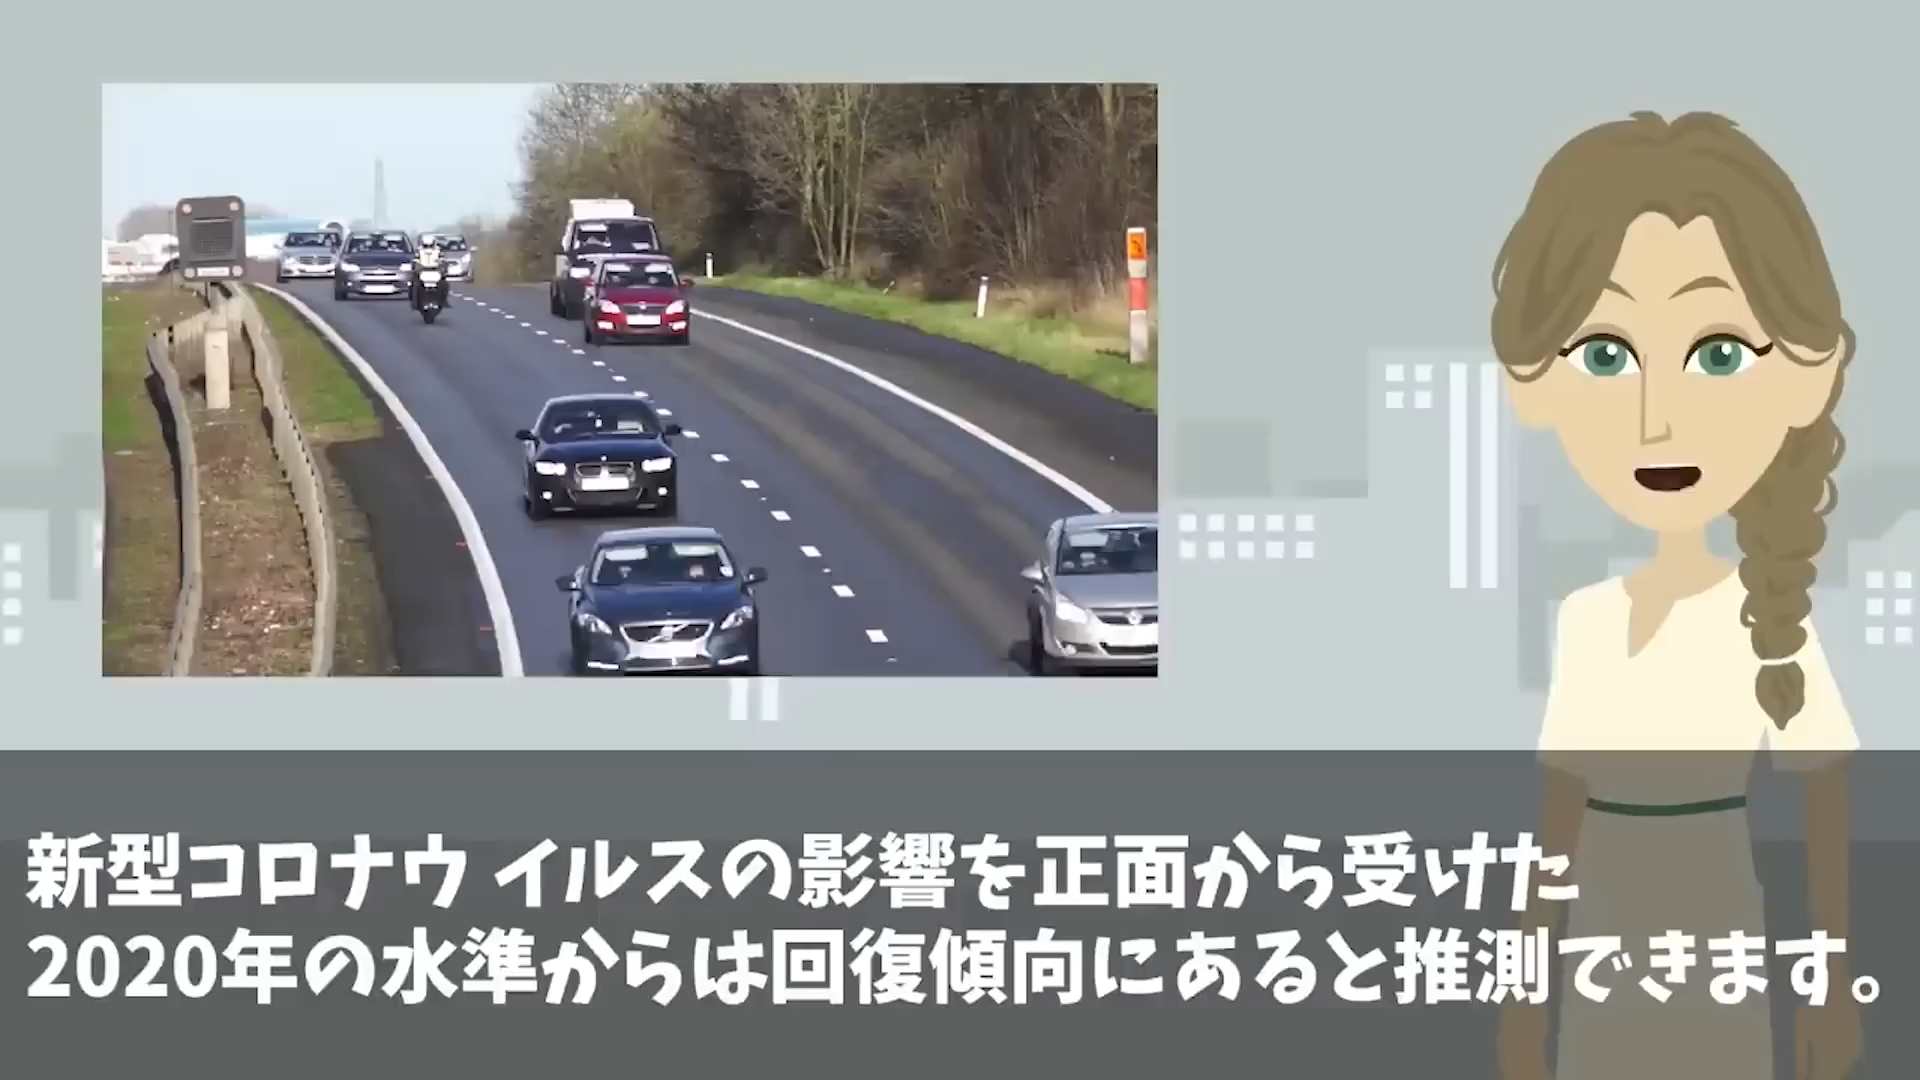 新型コロナウイルスの影響を正面から受けた
2020年の水準からは回復傾向にあると推測できます。